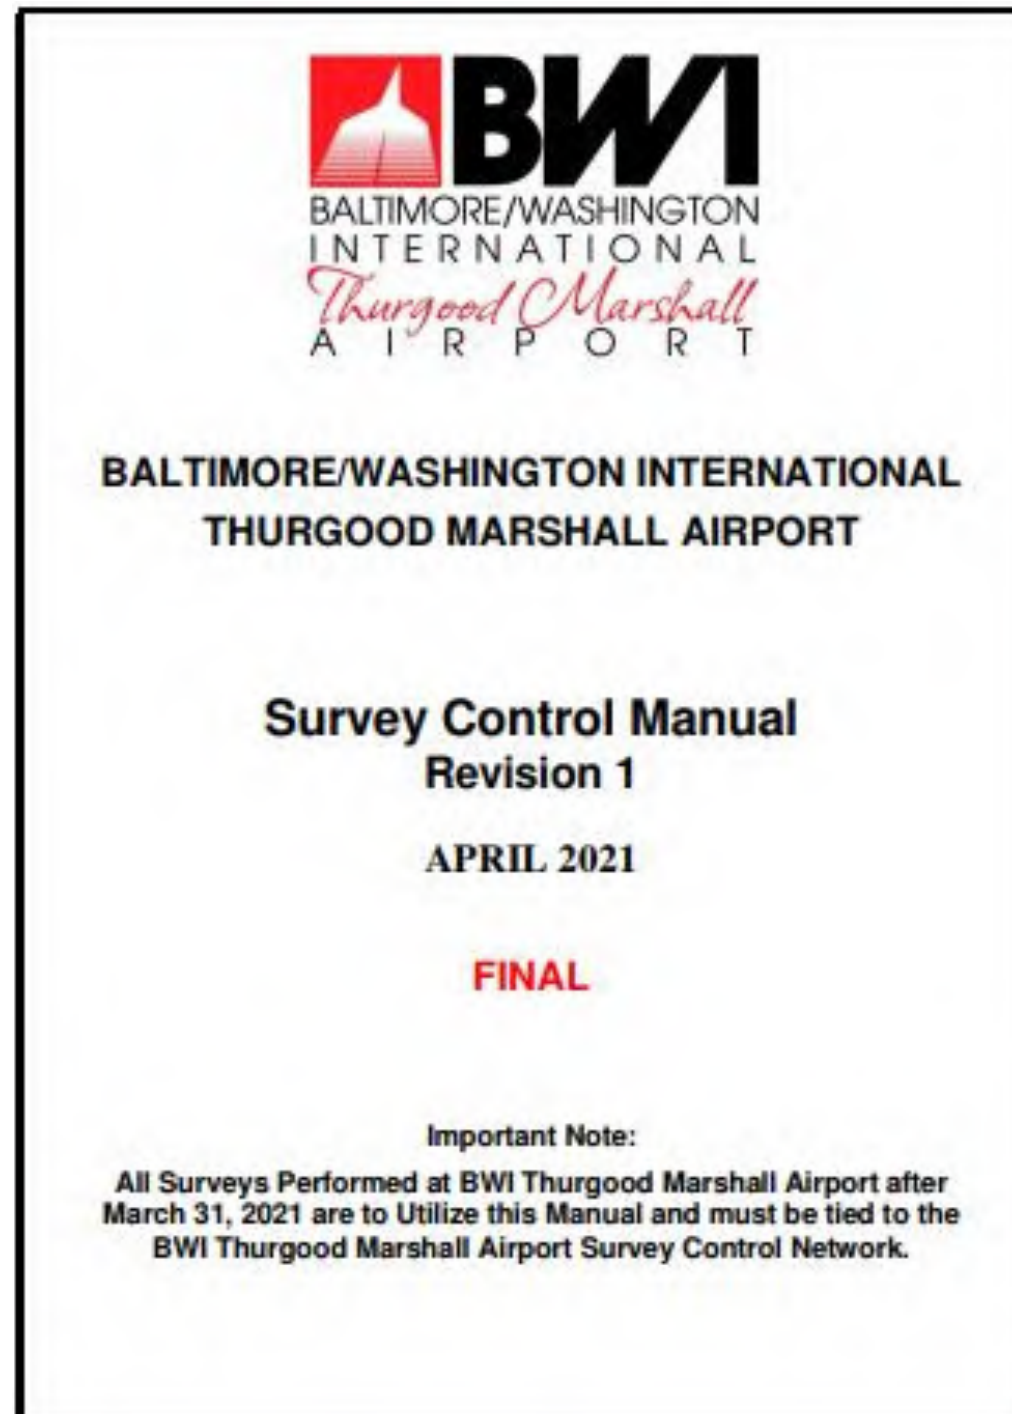 BWI
BALTIMORE/WASHINGTON
INTERNATIONAL
Thurgood Marshall
AIRPORT
BALTIMORE/WASHINGTON INTERNATIONAL
THURGOOD MARSHALL AIRPORT
Survey Control Manual
Revision 1
APRIL 2021
FINAL
Important Note:
All Surveys Performed at BWI Thurgood Marshall Airport after
March 31, 2021 are to Utilize this Manual and must be tied to the
BWI Thurgood Marshall Airport Survey Control Network.